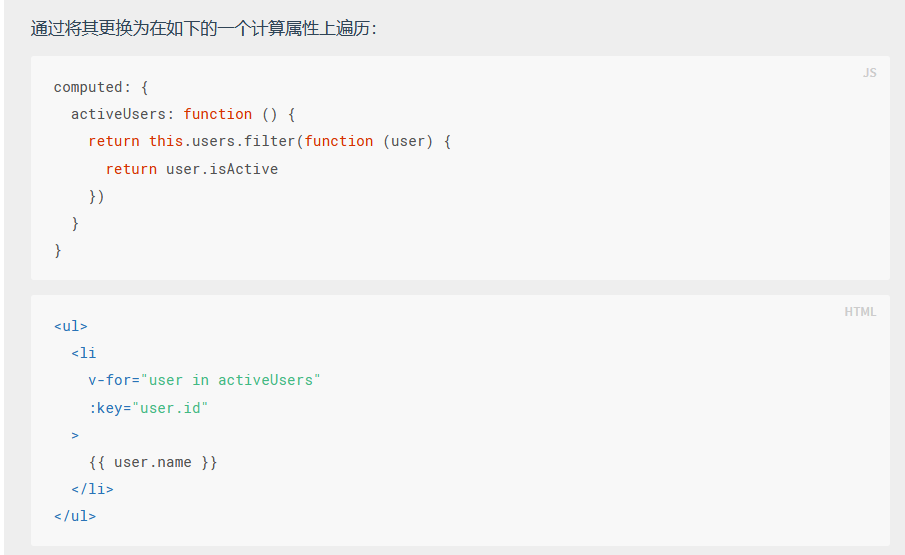 通过将其更换为在如下的一个计算属性上遍历：
JS
computed: {
  activeUsers: function () {
    return this.users.filter(function (user) {
      return user.isActive
    })
  }
}
HTML
<ul>
  <li
    v-for="user in activeUsers"
    :key="user.id"
  >
    {{ user.name }}
  </li>
</ul>